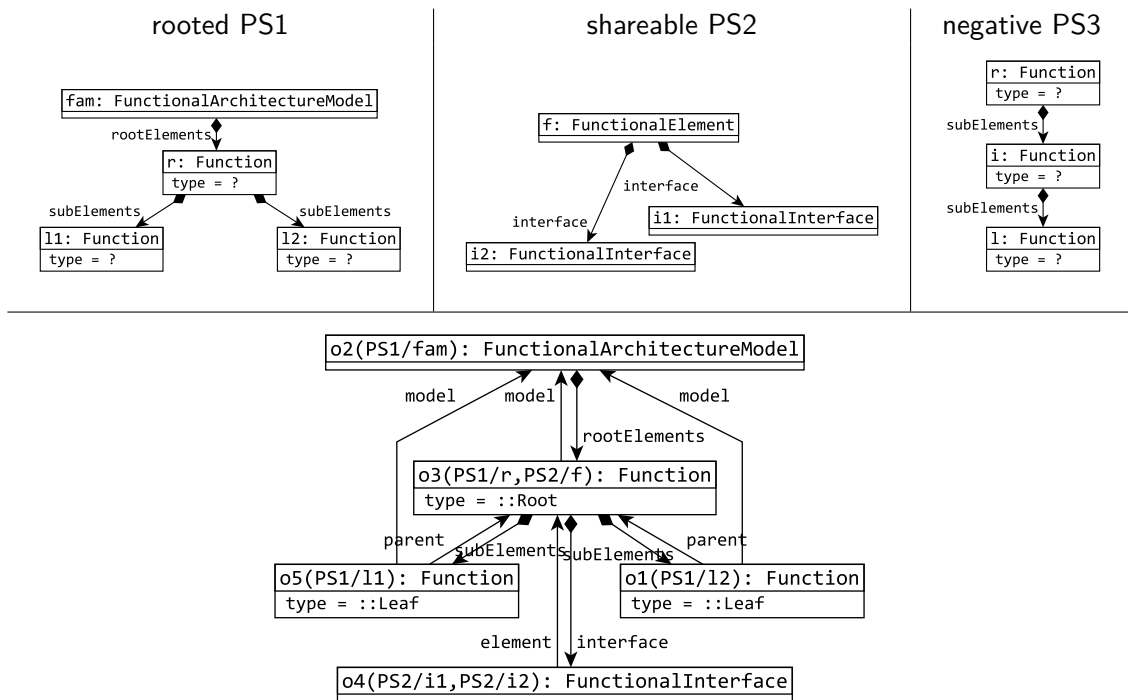 rooted PS1
shareable PS2
negative PS3
fam: FunctionalArchitectureModel
rootElements
r: Function
type = ?
subElements
subElements
l1: Function
type = ?
l2: Function
type = ?
f: FunctionalElement
interface
interface
i1: FunctionalInterface
i2: FunctionalInterface
r: Function
type = ?
subElements
i: Function
type = ?
subElements
l: Function
type = ?
o2(PS1/fam): FunctionalArchitectureModel
model
model
model
rootElements
o3(PS1/r,PS2/f): Function
type = ::Root
parent
subElements
subElements
parent
o5(PS1/l1): Function
type = ::Leaf
o1(PS1/l2): Function
type = ::Leaf
element
interface
o4(PS2/i1,PS2/i2): FunctionalInterface